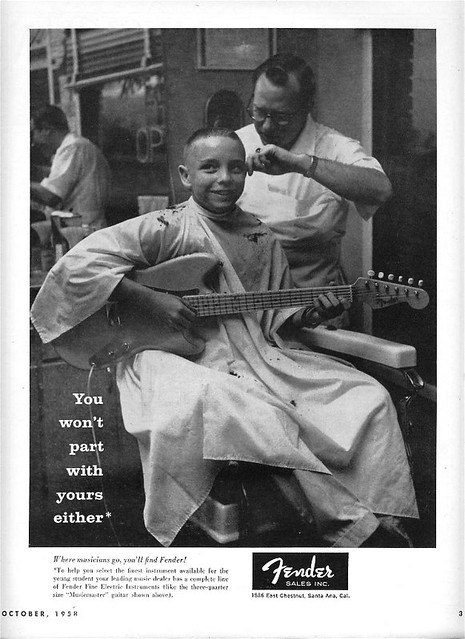 You
won't
part
with
yours
either*
Where musicians go, you'll find Fender!
*To help you select the finest instrument available for the
young student your leading music dealer has a complete line
of Fender Fine Electric Instruments (like the three-quarter
size "Musicmaster" guitar shown above).
Fender
SALES INC.
1536 East Chestnut, Santa Ana, Cal.
OCTOBER, 1958
3